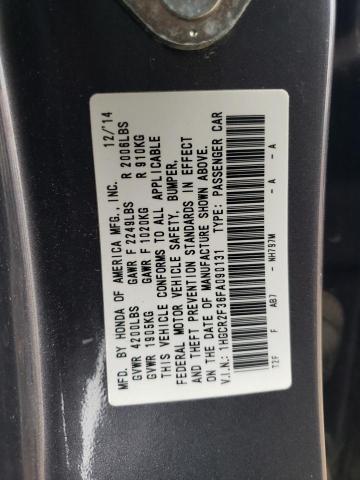 MFD. BY HONDA OF AMERICA MFG., INC. 12/'14
GVWR 4200LBS GAWR F 2249LBS R 2006LBS
GVWR 1905KG GAWR F 1020KG R 910KG
THIS VEHICLE CONFORMS TO ALL APPLICABLE
FEDERAL MOTOR VEHICLE SAFETY, BUMPER,
AND THEFT PREVENTION STANDARDS IN EFFECT
ON THE DATE OF MANUFACTURE SHOWN ABOVE.
V.I.N.: 1HGCR2F36FA090131 TYPE: PASSENGER CAR
T2F F AB7 - NH797M - A - A